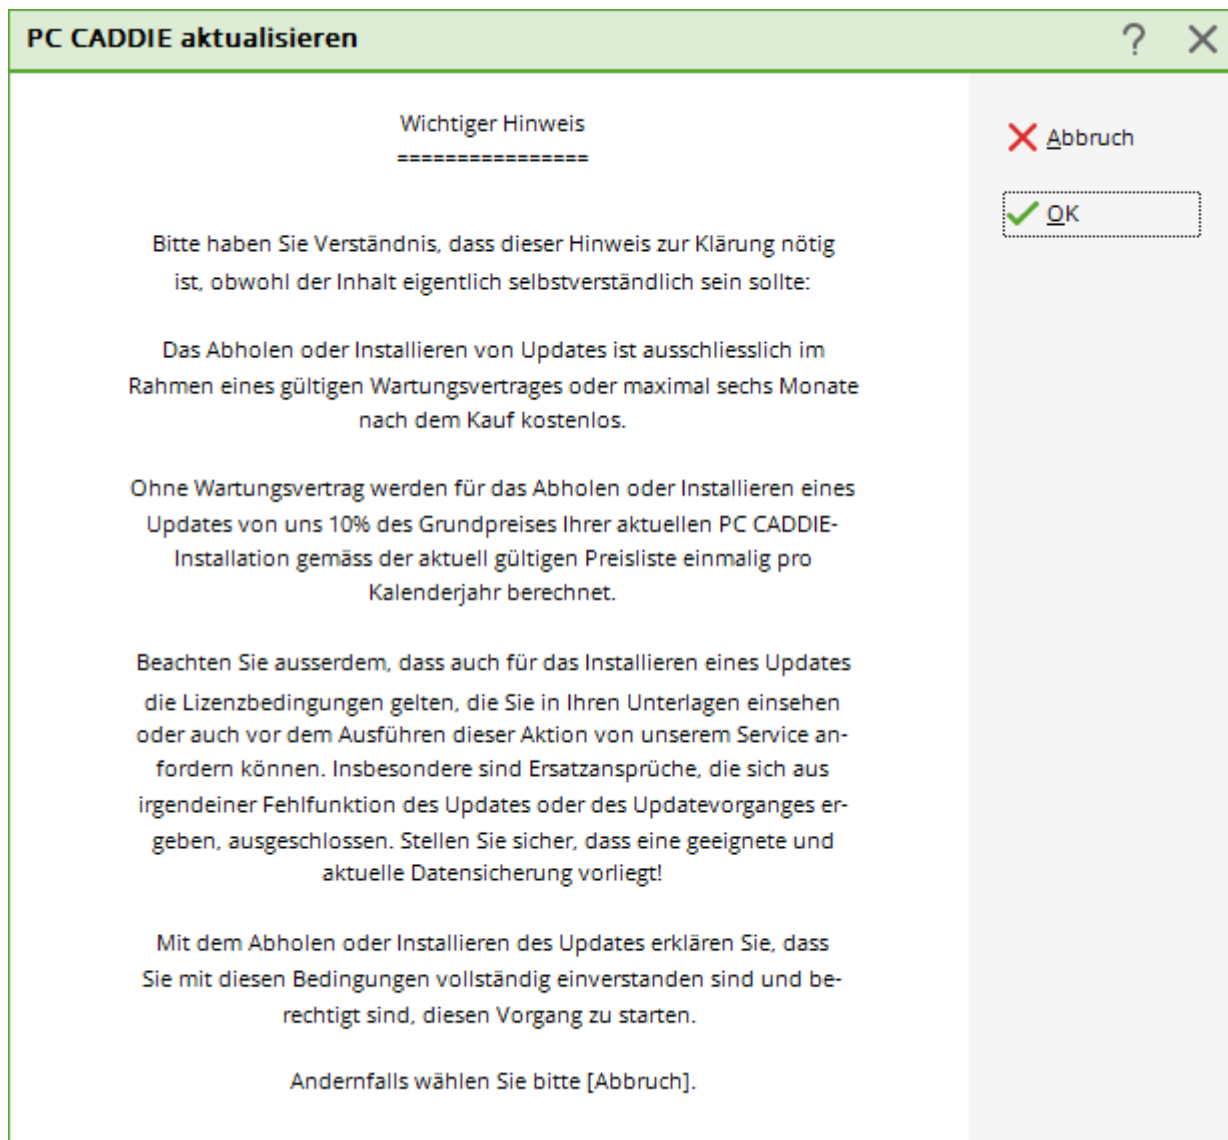 PC CADDIE aktualisieren
?
Wichtiger Hinweis
================
Abbruch
OK
Bitte haben Sie Verständnis, dass dieser Hinweis zur Klärung nötig
ist, obwohl der Inhalt eigentlich selbstverständlich sein sollte:
Das Abholen oder Installieren von Updates ist ausschliesslich im
Rahmen eines gültigen Wartungsvertrages oder maximal sechs Monate
nach dem Kauf kostenlos.
Ohne Wartungsvertrag werden für das Abholen oder Installieren eines
Updates von uns 10% des Grundpreises Ihrer aktuellen PC CADDIE-
Installation gemäss der aktuell gültigen Preisliste einmalig pro
Kalenderjahr berechnet.
Beachten Sie ausserdem, dass auch für das Installieren eines Updates
die Lizenzbedingungen gelten, die Sie in Ihren Unterlagen einsehen
oder auch vor dem Ausführen dieser Aktion von unserem Service an-
fordern können. Insbesondere sind Ersatzansprüche, die sich aus
irgendeiner Fehlfunktion des Updates oder des Updatevorganges er-
geben, ausgeschlossen. Stellen Sie sicher, dass eine geeignete und
aktuelle Datensicherung vorliegt!
Mit dem Abholen oder Installieren des Updates erklären Sie, dass
Sie mit diesen Bedingungen vollständig einverstanden sind und be-
rechtigt sind, diesen Vorgang zu starten.
Andernfalls wählen Sie bitte [Abbruch].